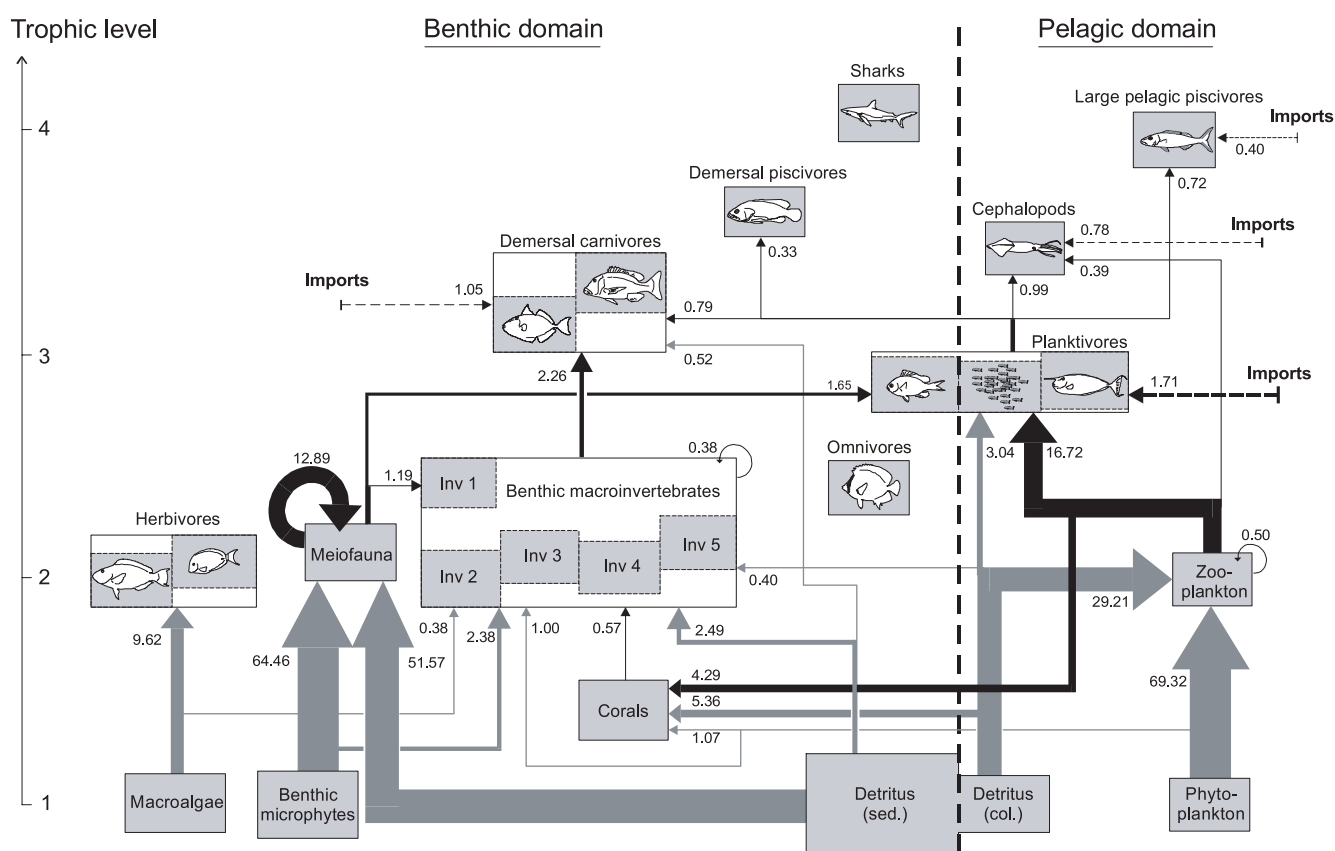 Trophic level
Benthic domain
Pelagic domain
Sharks
Large pelagic piscivores
4
Imports
0.40
Demersal piscivores
0.72
Cephalopods
Demersal carnivores
0.78
Imports
0.33
0.39
Imports
1.05
0.99
0.79
3
Planktivores
0.52
2.26
1.65
1.71
Imports
0.38
Omnivores
3.04
16.72
12.89
1.19
Inv 1
Benthic macroinvertebrates
Herbivores
0.50
Meiofauna
Inv 3
Inv 5
Inv 2
Inv 4
2
Zoo-
plankton
0.40
29.21
0.38
2.38
1.00
0.57
2.49
9.62
64.46
51.57
4.29
69.32
5.36
Corals
1.07
1
Macroalgae
Benthic
microphytes
Detritus
(sed.)
Detritus
(col.)
Phyto-
plankton